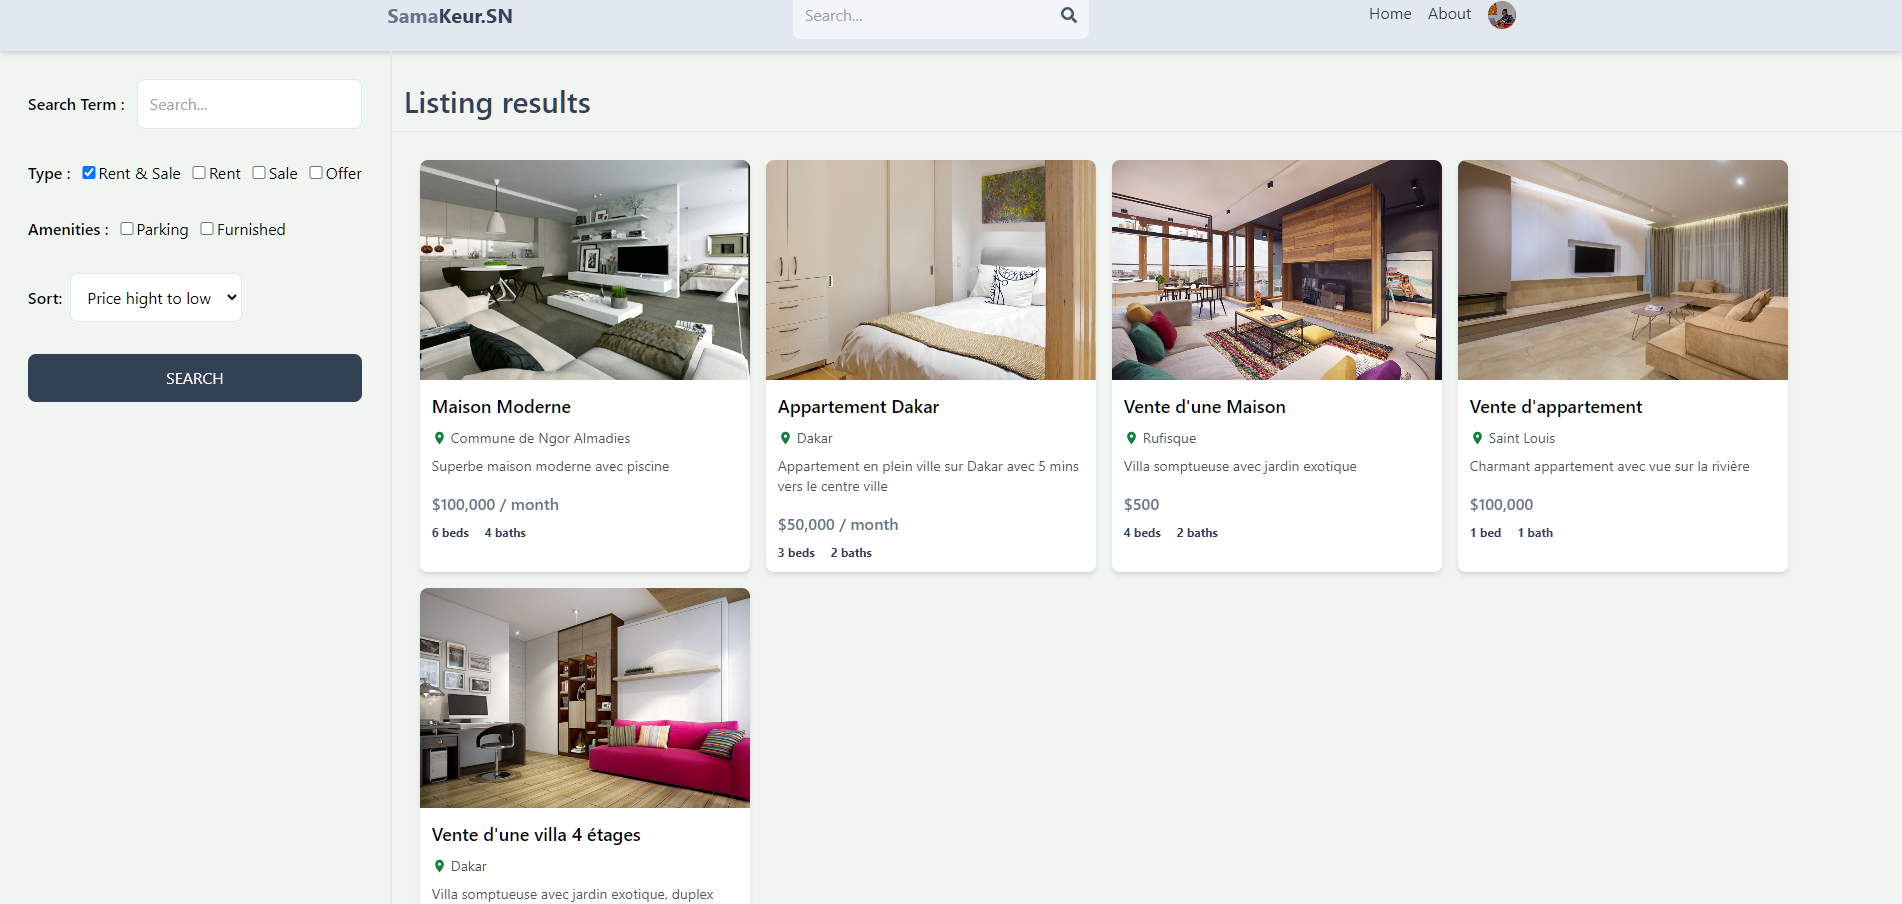 SamaKeur.SN
Search...
Home
About
Search Term :
Search...
Type :
Rent & Sale
Rent
Sale
Offer
Amenities :
Parking
Furnished
Sort:
Price hight to low
SEARCH
Listing results
Maison Moderne
Commune de Ngor Almadies
Superbe maison moderne avec piscine
$100,000 / month
6 beds
4 baths
Appartement Dakar
Dakar
Appartement en plein ville sur Dakar avec 5 mins
vers le centre ville
$50,000 / month
3 beds
2 baths
Vente d'une Maison
Rufisque
Villa somptueuse avec jardin exotique
$500
4 beds
2 baths
Vente d'appartement
Saint Louis
Charmant appartement avec vue sur la rivière
$100,000
1 bed
1 bath
Vente d'une villa 4 étages
Dakar
Villa somptueuse avec jardin exotique, duplex